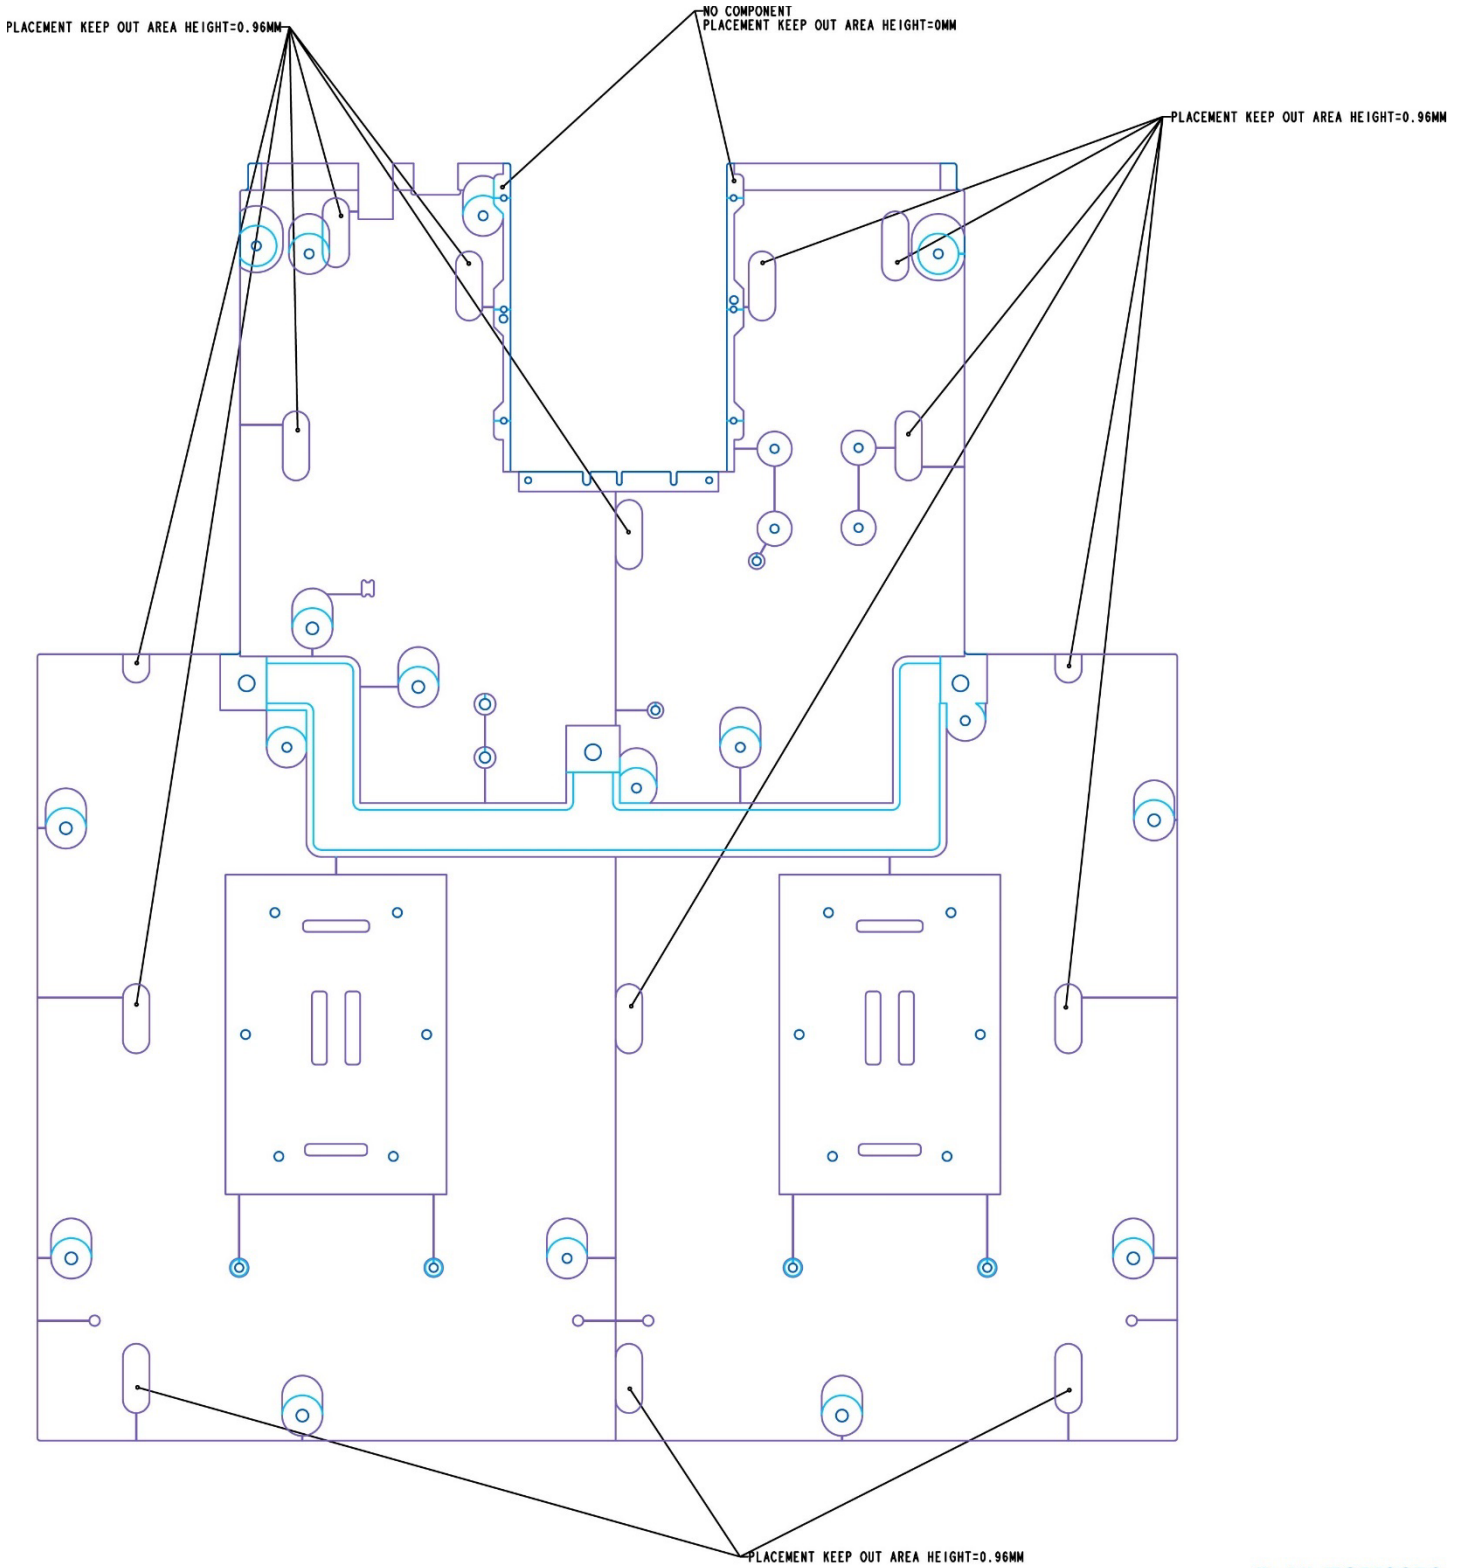 PLACEMENT KEEP OUT AREA HEIGHT=0.96MM
NO COMPONENT
PLACEMENT KEEP OUT AREA HEIGHT=0MM
PLACEMENT KEEP OUT AREA HEIGHT=0.96MM
PLACEMENT KEEP OUT AREA HEIGHT=0.96MM